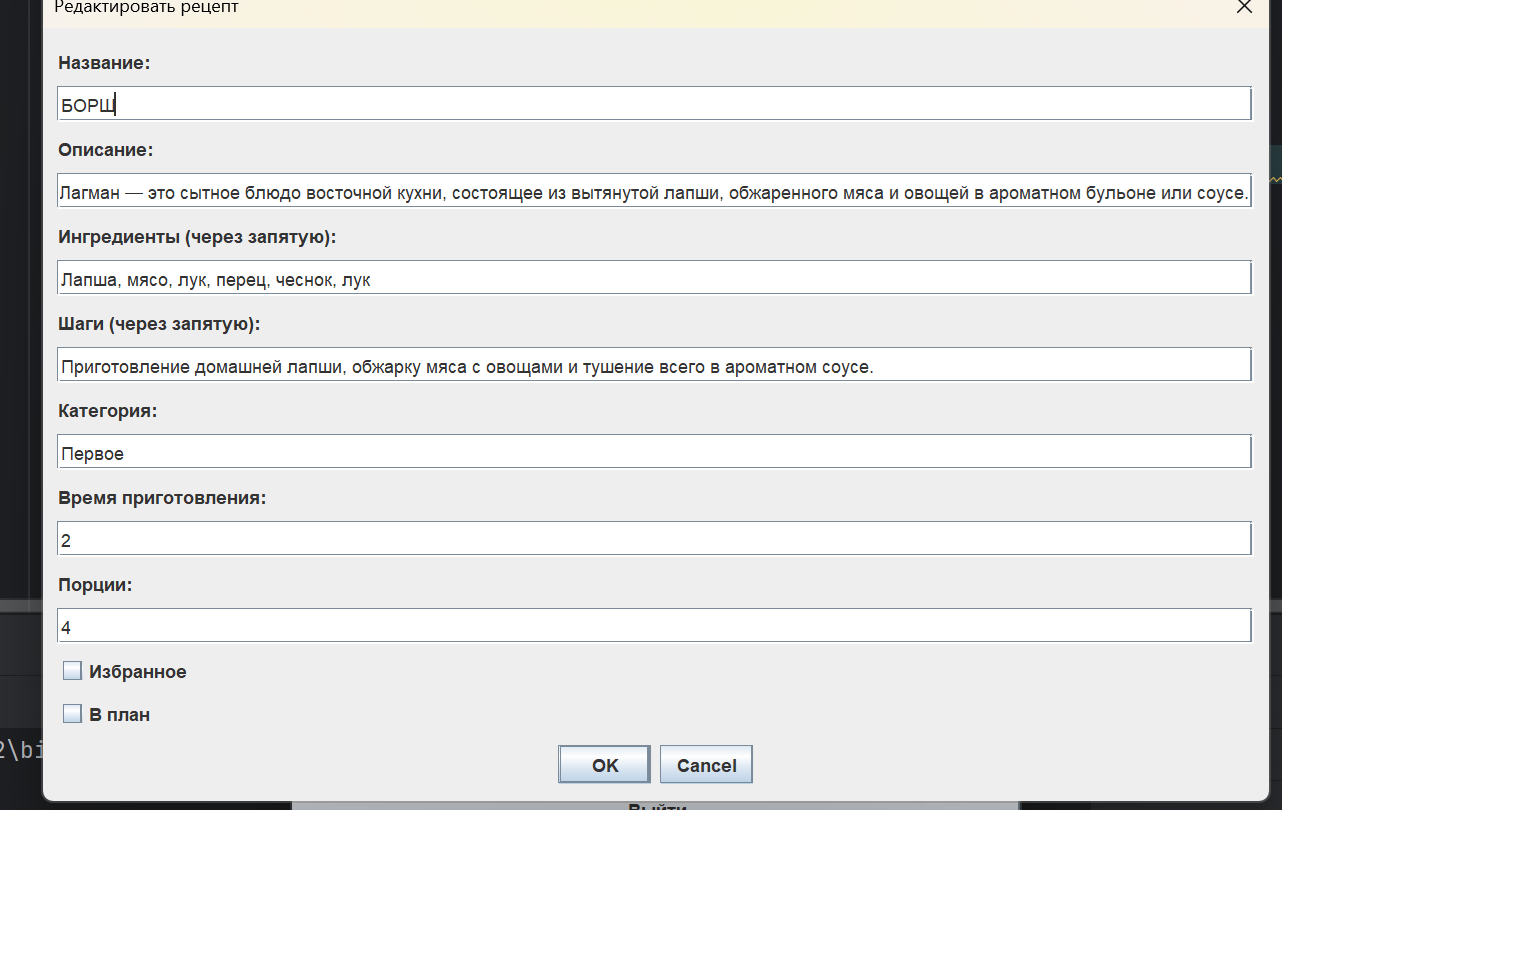 Редактировать рецепт
Название:
БОРЩ
Описание:
Лагман — это сытное блюдо восточной кухни, состоящее из вытянутой лапши, обжаренного мяса и овощей в ароматном бульоне или соусе.
Ингредиенты (через запятую):
Лапша, мясо, лук, перец, чеснок, лук
Шаги (через запятую):
Приготовление домашней лапши, обжарку мяса с овощами и тушение всего в ароматном соусе.
Категория:
Первое
Время приготовления:
2
Порции:
4
Избранное
В план
2\bi
OK Cancel
Выйти